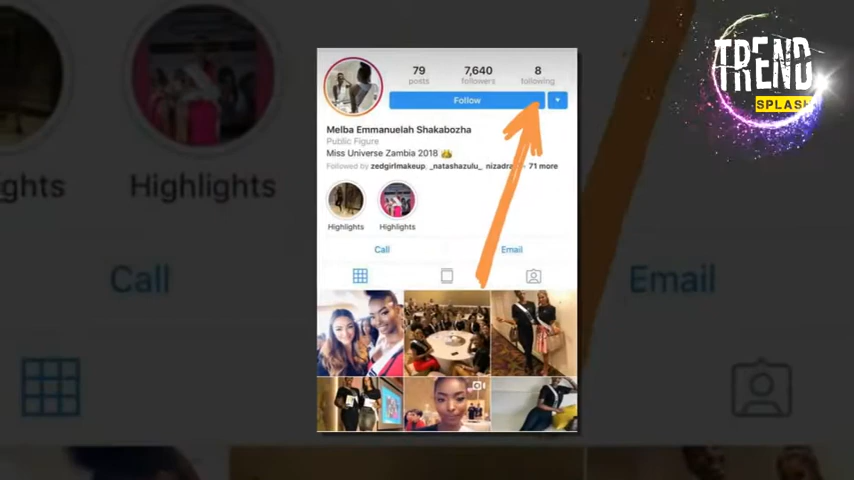 TREND
SPLASH
79 7,640 8
posts followers following
Follow
Melba Emmanuelah Shakabozha
Public Figure
Miss Universe Zambia 2018
Followed by zedgirlmakeup, _natashazulu_ 71 more
Highlights Highlights
Call Email
ghts Highlights
Call Email